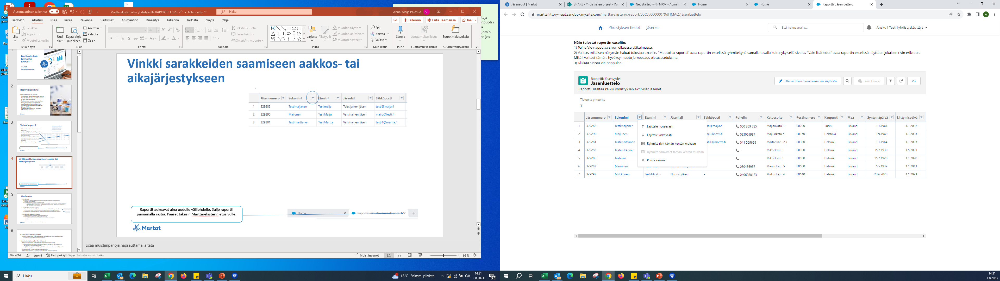 Automaattinen tallennus
Marttarekisteri ohje yhdistyksille RAPORTIT 1.8.23 • Tallennettu
Haku
Anna-Maija Palosuo AP
Tiedosto Aloitus Lisää Piirrä Rakenne Siirtymät Animaatiot Diaesitys Tallenna Tarkista Näytä Ohje
Tallenna Esitä Teamsissa Jaa
Liitä
Leikkaa
Kopioi
Muotoilusivellin
Leikepöytä
Uusi dia
Käytä dioja uudelleen
Asettelu
Palauta
Osa
Diat
26
Fontti
Tekstin suunta
Tasaa teksti
SmartArt-muunto
Kappale
Järjestä
Pikatyylit
Muodon täyttö
Muodon ääriviiva
Muototehosteet
Piirto
Etsi
Korvaa
Valitse
Muokkaus
Sanele
Puhe
Luottamuksellisuus
Luottamuksellisuus
Suunnittelutyökalu
Suunnittelutyökalu
Marttarekisterin
käyttöohje
RAPORTIT
1.8.2023
Anna-Maija Palosuo
2
Raportit jäsenistä
3
Valmiit raportit
4
Vinkki sarakkeiden saamiseen aakkos- tai
aikajärjestykseen
5
Jäsenluettelot
6
Vinkki sarakkeiden saamiseen aakkos- tai
aikajärjestykseen
Jäsennumero Sukunimi Etunimi Jäsenlaji Sähköposti
1 329282 Testimaijanen Testimaija Toissijainen jäsen testi@maija.fi
2 329290 Maijunen TestiMaiju Varsinainen jäsen maiju@testi.fi
3 329281 Testimarttanen TestiMartta Varsinainen jäsen testi1@martta.fi
Raportit aukeavat aina uudelle välilehdelle. Sulje raportti
painamalla rastia. Pääset takasin Marttarekisterin etusivulle.
Home
Raportti: Piiri Jäsenluettelo yhdi
Martat
Lisää muistiinpanoja napsauttamalla tätä
Dia 4/14 suomi Helppokäyttöisyys: tutustu suosituksiin
Muistiinpanot 98 %
Haku
18°C Enimm. pilvistä
14.31
1.8.2023
27
Jäsenedut | Martat
SHARE - Yhdistysten ohjeet - Kai
Get Started with NPSP - Admin |
Home
Home
Raportti: Jäsenluettelo
marttaliittory--uat.sandbox.my.site.com/marttarekisteri/s/report/00OJy00000079dHMAQ/jäsenluettelo
A
Yhdistyksen tiedot Jäsenet
Etsi hakusanalla...
Ansku1 Testi1yhdistyskäyttäjä
Näin tulostat raportin exceliin:
1) Paina Vie-nappulaa sivun oikeassa yläkulmassa.
2) Valitse, millaisen näkymän haluat tulostaa exceliin. "Muotoiltu raportti" avaa raportin excelissä ryhmiteltynä samalla tavalla kuin nykyisellä sivulla. "Vain lisätiedot" avaa raportin excelissä näyttäen jokaisen rivin erikseen.
Mikäli valitset tämän, hyväksy muoto ja koodaus oletusasetuksina.
3) Klikkaa sinistä Vie-nappulaa.
Raportti: Jäsenyydet
Jäsenluettelo
Raportti sisältää kaikki yhdistyksen aktiiviset jäsenet
Ota kenttien muokkaaminen käyttöön
Lisää kaavio
Vie
Tietueita yhteensä
7
Jäsennumero Sukunimi Etunimi Jäsenlaji Sähköposti Puhelin Katuosoite Postinumero Kaupunki Maa Syntymäpäivä Liittymispäivä
1 329282 Testimaijanen sti@maija.fi 050 369 785 Maijankatu 2 00200 Turku Finland 1.1.1964 1.1.2022
2 329290 Maijunen aiju@testi.fi 023065987 Maijunkatu 5 00150 Heksinki Finland 1.9.1948 1.1.2023
3 329281 Testimarttanen sti1@martta.fi 041 569698 Martankatu 23 00320 Helsinki Finland 1.1.1964 1.1.2023
4 329283 Testimikkonen - Mikonkatu 1 00100 Helsinki Finland 15.7.1938 1.5.2021
5 329286 Testinen - Mikonkatu 1 00100 Helsinki Finland 15.7.1928 1.1.2020
6 329287 Maurinen 050456987 Maurinkatu 5 00500 Helsinki Finland 5.5.1939 1.1.2013
7 329292 Mirkkunen TestiMirkku Nuorisojäsen - 0406980123 Mirkunkatu 4 00140 Helsinki Finland 23.6.2020 1.1.2023
Lajittele nousevasti
Lajittele laskevasti
Ryhmitä rivit tämän kentän mukaan
Ryhmitä sarakkeet tämän kentän mukaan
Poista sarake
14.31
1.8.2023